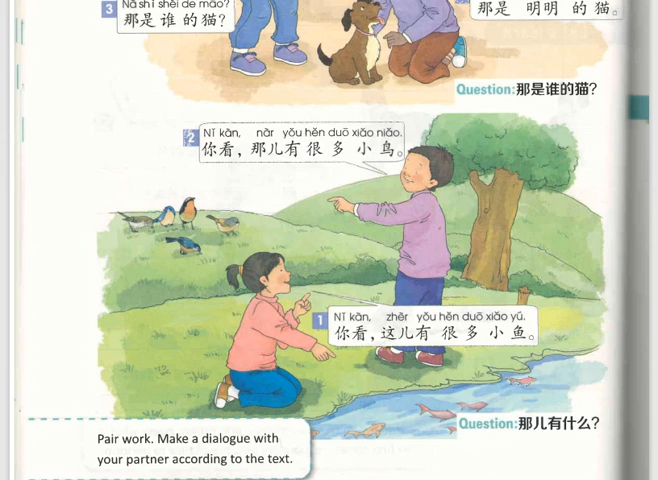 3
Nà shì shéi de māo?
那是谁的猫?
那是 明明 的猫。
Question:那是谁的猫?
2
Nǐ kàn, nàr yǒu hěn duō xiǎo niǎo.
你看，那儿有很多小鸟。
1
Nǐ kàn, zhèr yǒu hěn duō xiǎo yú.
你看，这儿有很多小鱼。
Question:那儿有什么?
Pair work. Make a dialogue with
your partner according to the text.